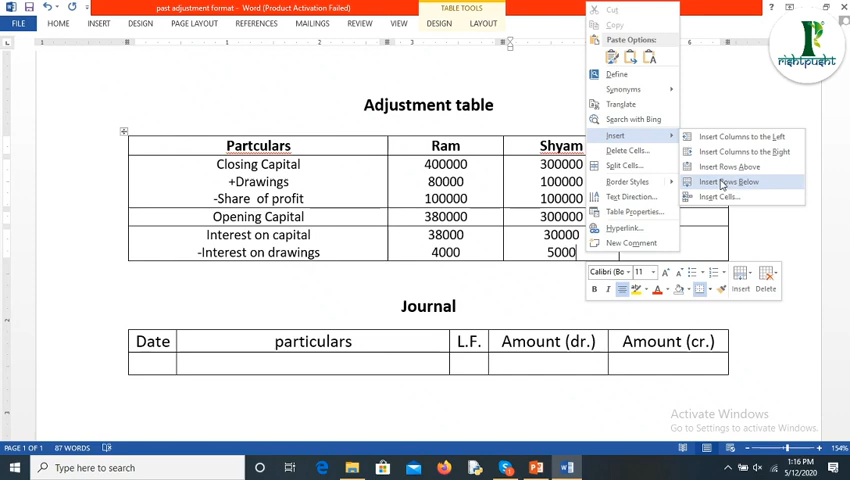 past adjustment format - Word (Product Activation Failed)
TABLE TOOLS
FILE
HOME
INSERT
DESIGN
PAGE LAYOUT
REFERENCES
MAILINGS
REVIEW
VIEW
DESIGN
LAYOUT
rishtpusht
Cut
Copy
Paste Options:
Define
Synonyms
Translate
Search with Bing
Insert
Delete Cells...
Split Cells...
Border Styles
Text Direction...
Table Properties...
Hyperlink...
New Comment
Insert Columns to the Left
Insert Columns to the Right
Insert Rows Above
Insert Rows Below
Insert Cells...
Adjustment table
Partculars Ram Shyam
Closing Capital 400000 300000
+Drawings 80000 100000
-Share of profit 100000 100000
Opening Capital 380000 300000
Interest on capital 38000 30000
-Interest on drawings 4000 5000
Calibri (Bo 11
B I A Insert Delete
Journal
Date particulars L.F. Amount (dr.) Amount (cr.)
Activate Windows
Go to Settings to activate Windows.
PAGE 1 OF 1 87 WORDS 154%
Type here to search
1:16 PM
5/12/2020